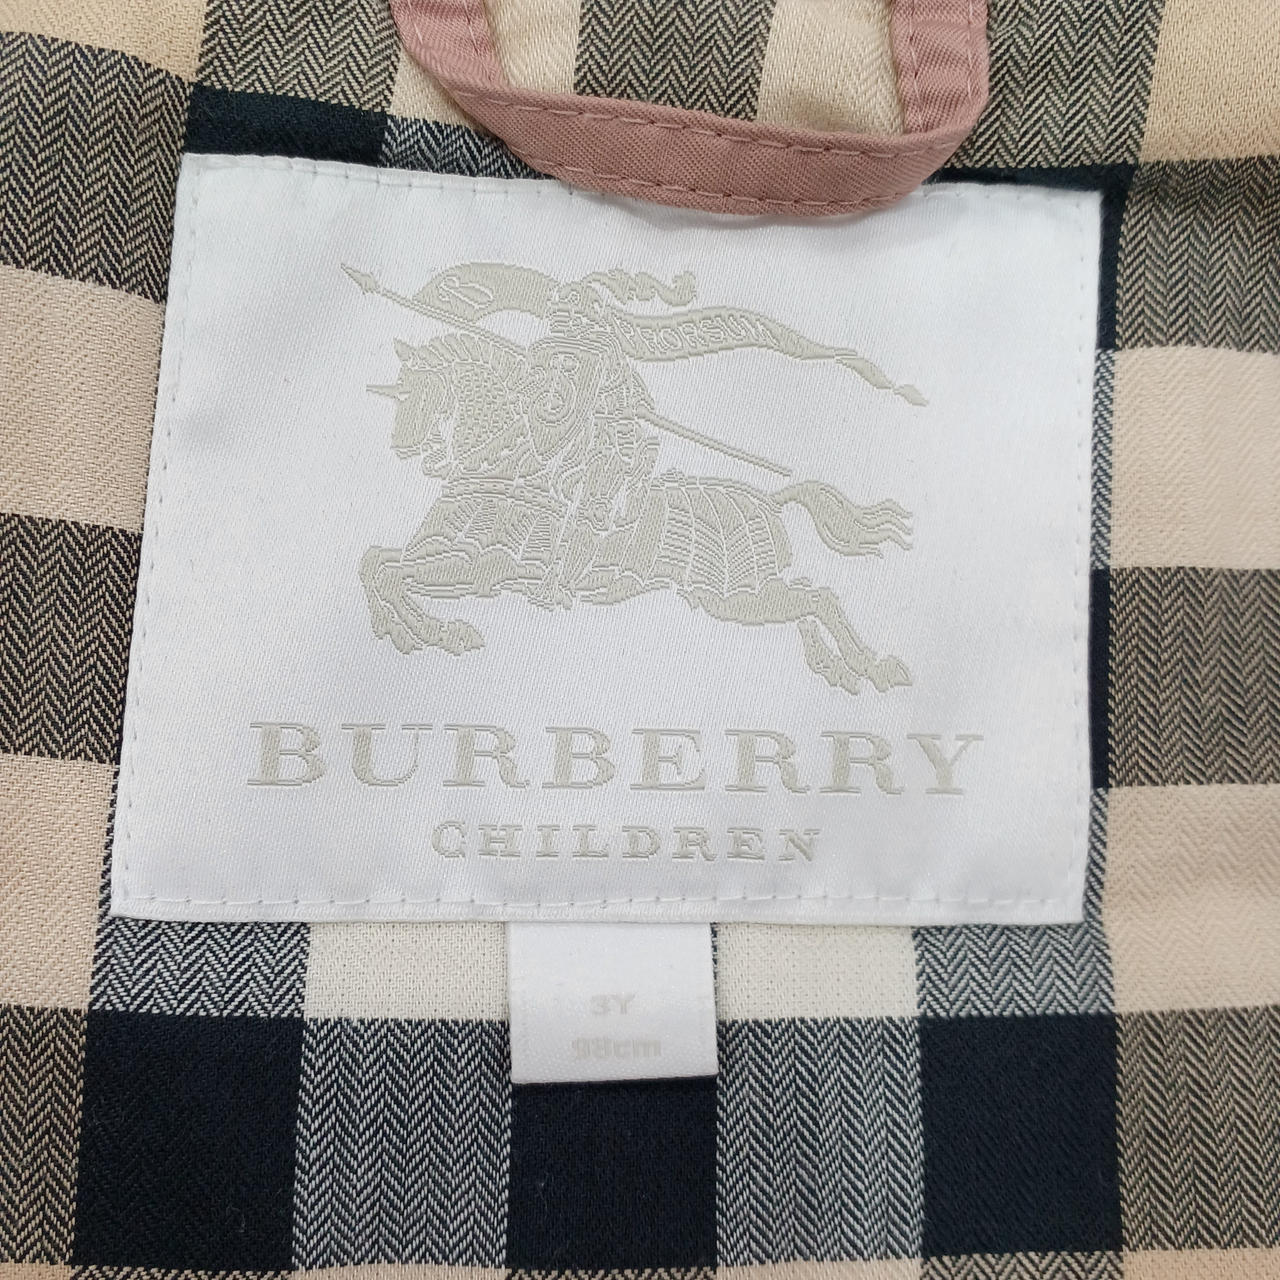 B
PRORSUM
BURBERRY
CHILDREN
3Y
98cm